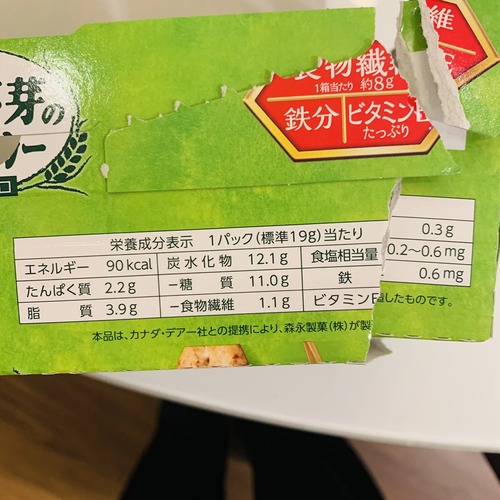 芽の
維
食物繊
1箱当たり 約8g
鉄分 ビタミンE
たっぷり
栄養成分表示 1パック(標準19g)当たり
エネルギー 90kcal 炭水化物 12.1g 食塩相当量 0.3g
たんぱく質 2.2g −糖質 11.0g 鉄 0.2〜0.6mg
脂質 3.9g −食物繊維 1.1g ビタミンE 0.6mg
本品は、カナダ・デアー社との提携により、森永製菓(株)が製
したものです。